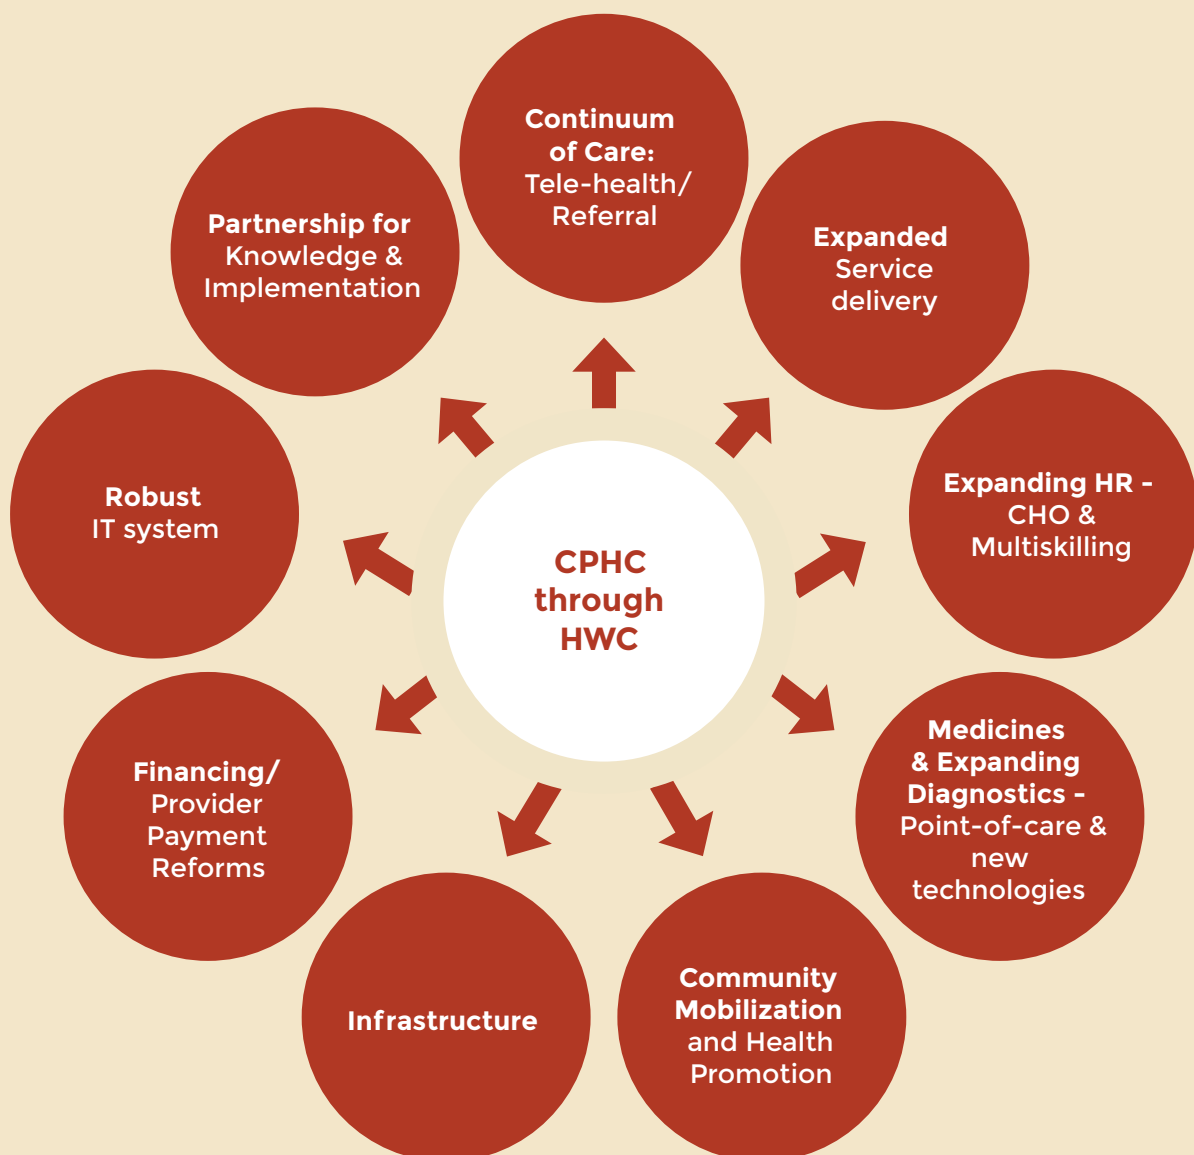 Continuum
of Care:
Tele-health/
Referral
Expanded
Service
delivery
Expanding HR -
CHO &
Multiskilling
Medicines
& Expanding
Diagnostics -
Point-of-care &
new
technologies
Community
Mobilization
and Health
Promotion
Infrastructure
Financing/
Provider
Payment
Reforms
Robust
IT system
Partnership for
Knowledge &
Implementation
CPHC
through
HWC